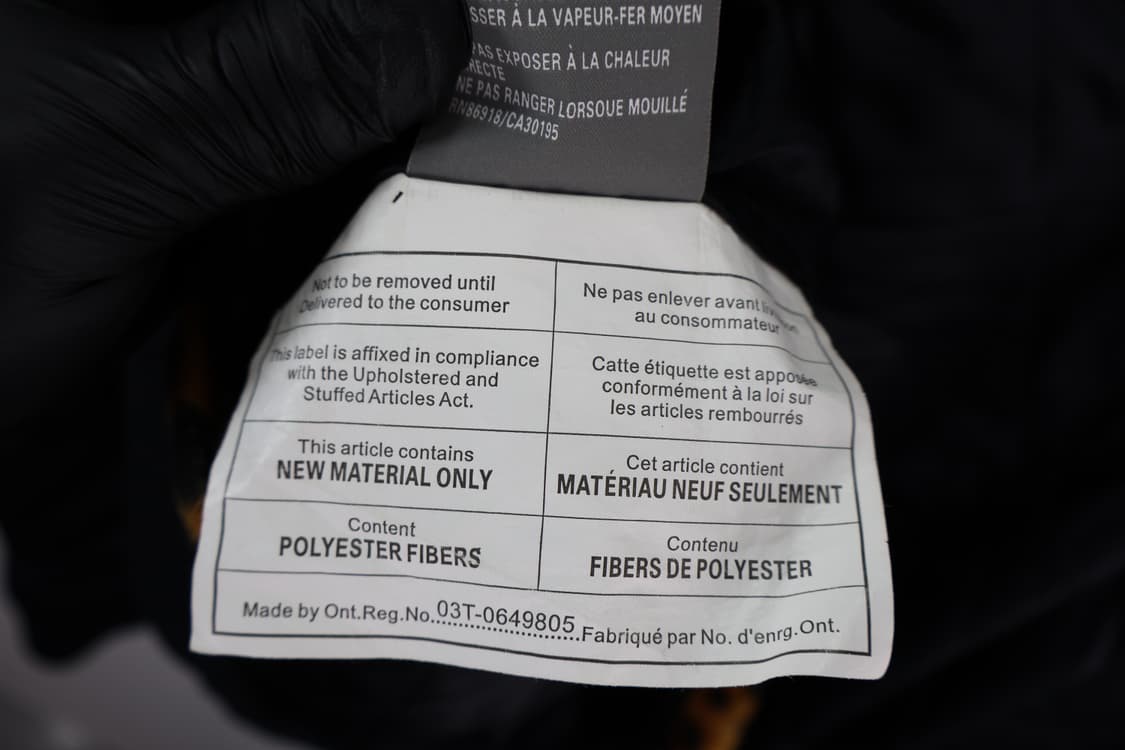 SSER À LA VAPEUR-FER MOYEN
PAS EXPOSER À LA CHALEUR
RECTE
NE PAS RANGER LORSOUE MOUILLÉ
RN86918/CA30195
Not to be removed until
Delivered to the consumer
Ne pas enlever avant
au consommateur
This label is affixed in compliance
with the Upholstered and
Stuffed Articles Act.
Catte étiquette est apposée
conformément à la loi sur
les articles rembourrés
This article contains
NEW MATERIAL ONLY
Cet article contient
MATÉRIAU NEUF SEULEMENT
Content
POLYESTER FIBERS
Contenu
FIBERS DE POLYESTER
Made by Ont.Reg.No. 03T-0649805 Fabriqué par No. d'enrg.Ont.